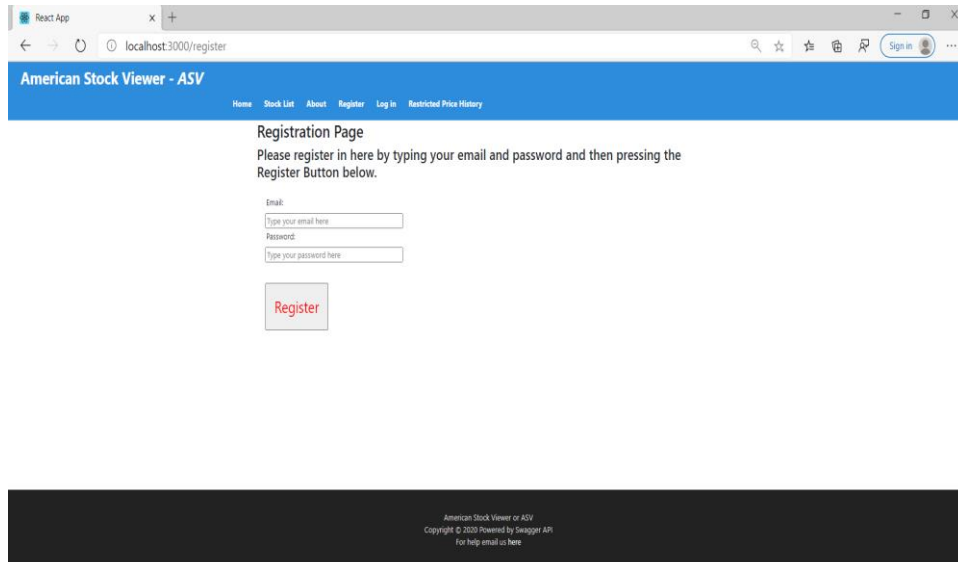 React App
localhost:3000/register
Sign in
American Stock Viewer - ASV
Home Stock List About Register Log in Restricted Price History
Registration Page
Please register in here by typing your email and password and then pressing the
Register Button below.
Email:
Type your email here
Password:
Type your password here
Register
American Stock Viewer or ASV
Copyright © 2020 Powered by Swagger API
For help email us here